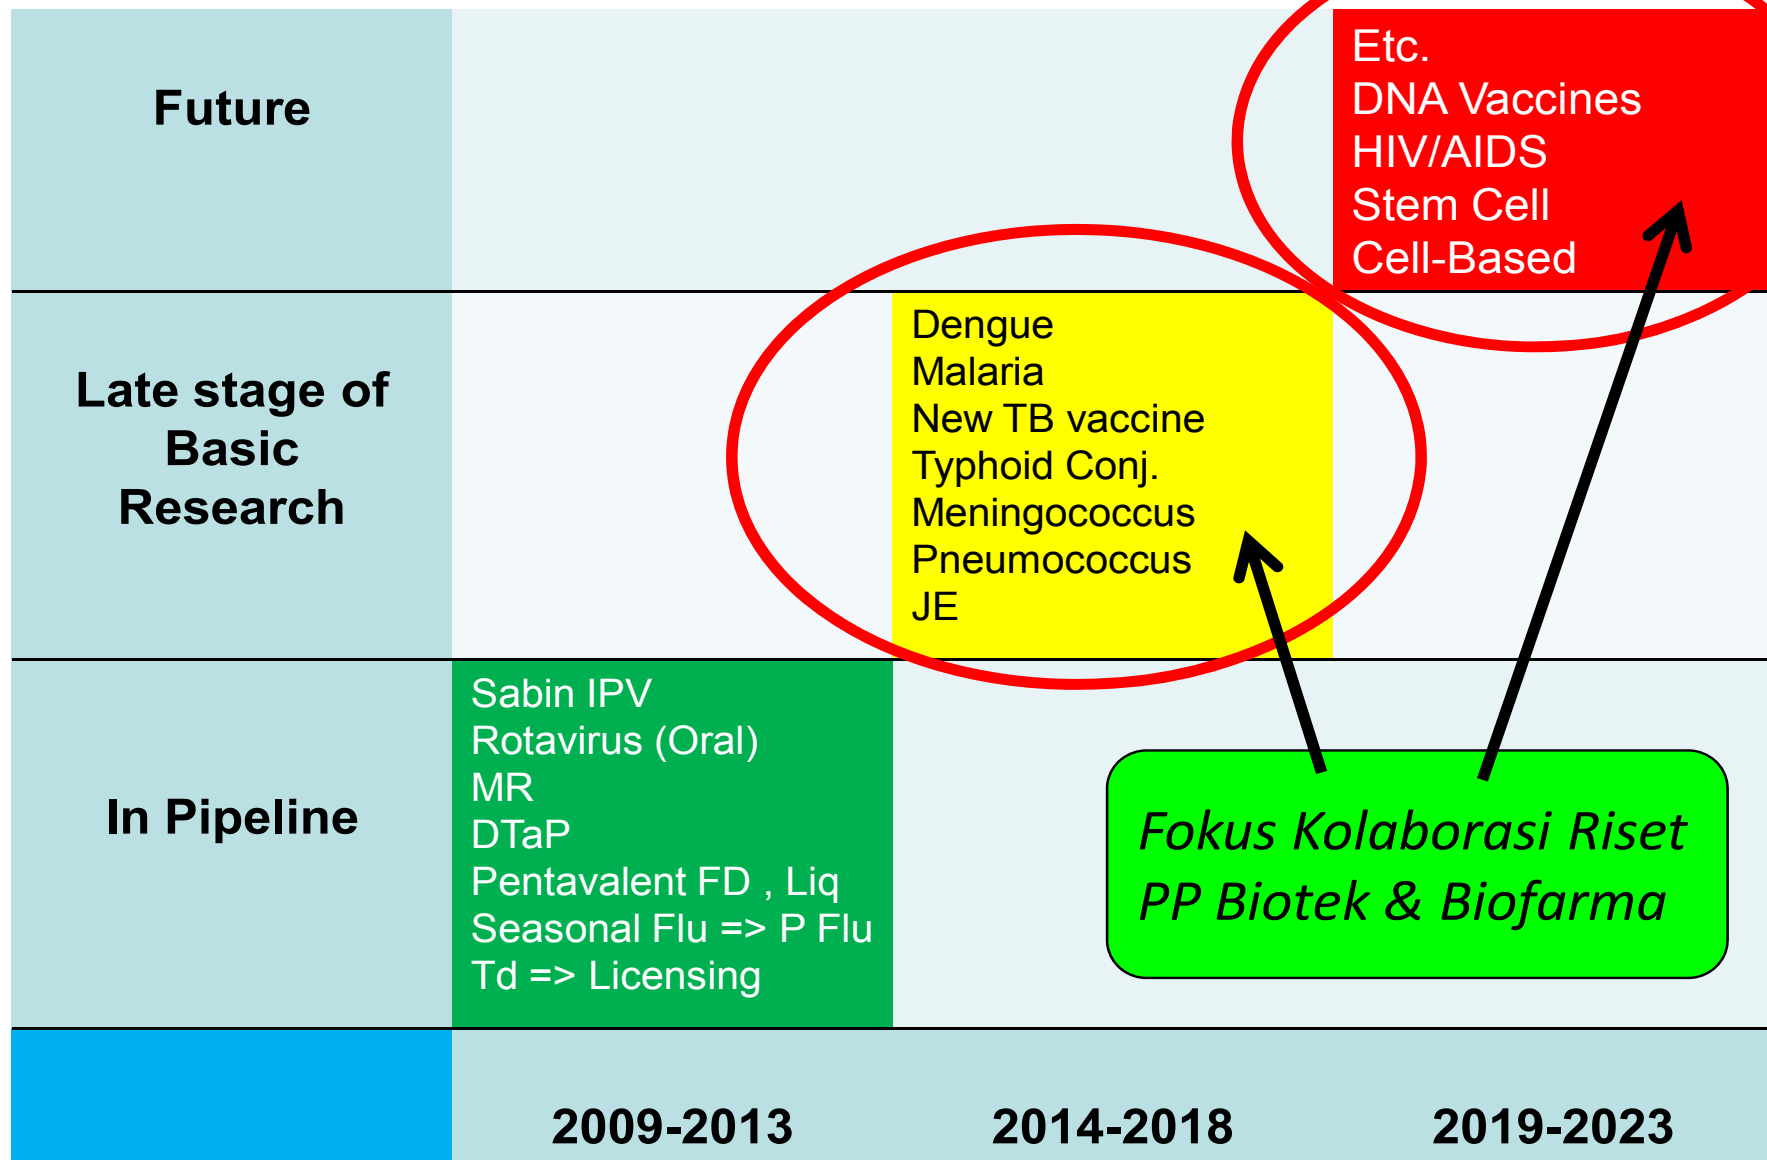 Future
Etc.
DNA Vaccines
HIV/AIDS
Stem Cell
Cell-Based
Late stage of
Basic
Research
Dengue
Malaria
New TB vaccine
Typhoid Conj.
Meningococcus
Pneumococcus
JE
In Pipeline
Sabin IPV
Rotavirus (Oral)
MR
DTaP
Pentavalent FD , Liq
Seasonal Flu => P Flu
Td => Licensing
Fokus Kolaborasi Riset
PP Biotek & Biofarma
2009-2013
2014-2018
2019-2023